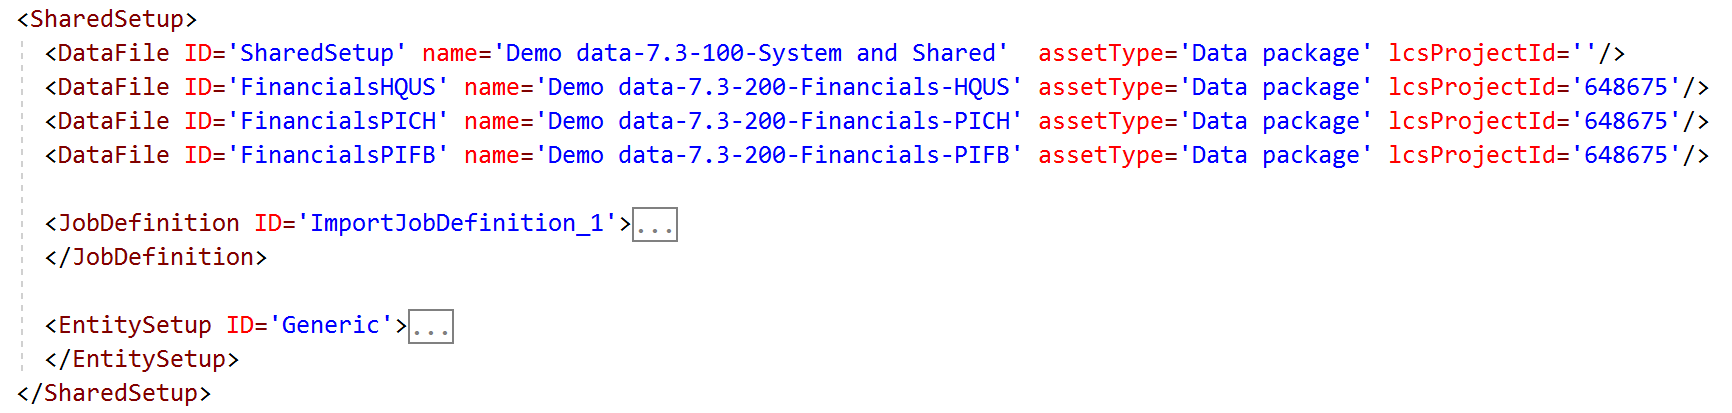 <SharedSetup>
<DataFile ID='SharedSetup' name='Demo data-7.3-100-System and Shared'  assetType='Data package' lcsProjectId=''/>
<DataFile ID='FinancialsHQUS' name='Demo data-7.3-200-Financials-HQUS' assetType='Data package' lcsProjectId='648675'/>
<DataFile ID='FinancialsPICH' name='Demo data-7.3-200-Financials-PICH' assetType='Data package' lcsProjectId='648675'/>
<DataFile ID='FinancialsPIFB' name='Demo data-7.3-200-Financials-PIFB' assetType='Data package' lcsProjectId='648675'/>
<JobDefinition ID='ImportJobDefinition_1'>...
</JobDefinition>
<EntitySetup ID='Generic'>...
</EntitySetup>
</SharedSetup>